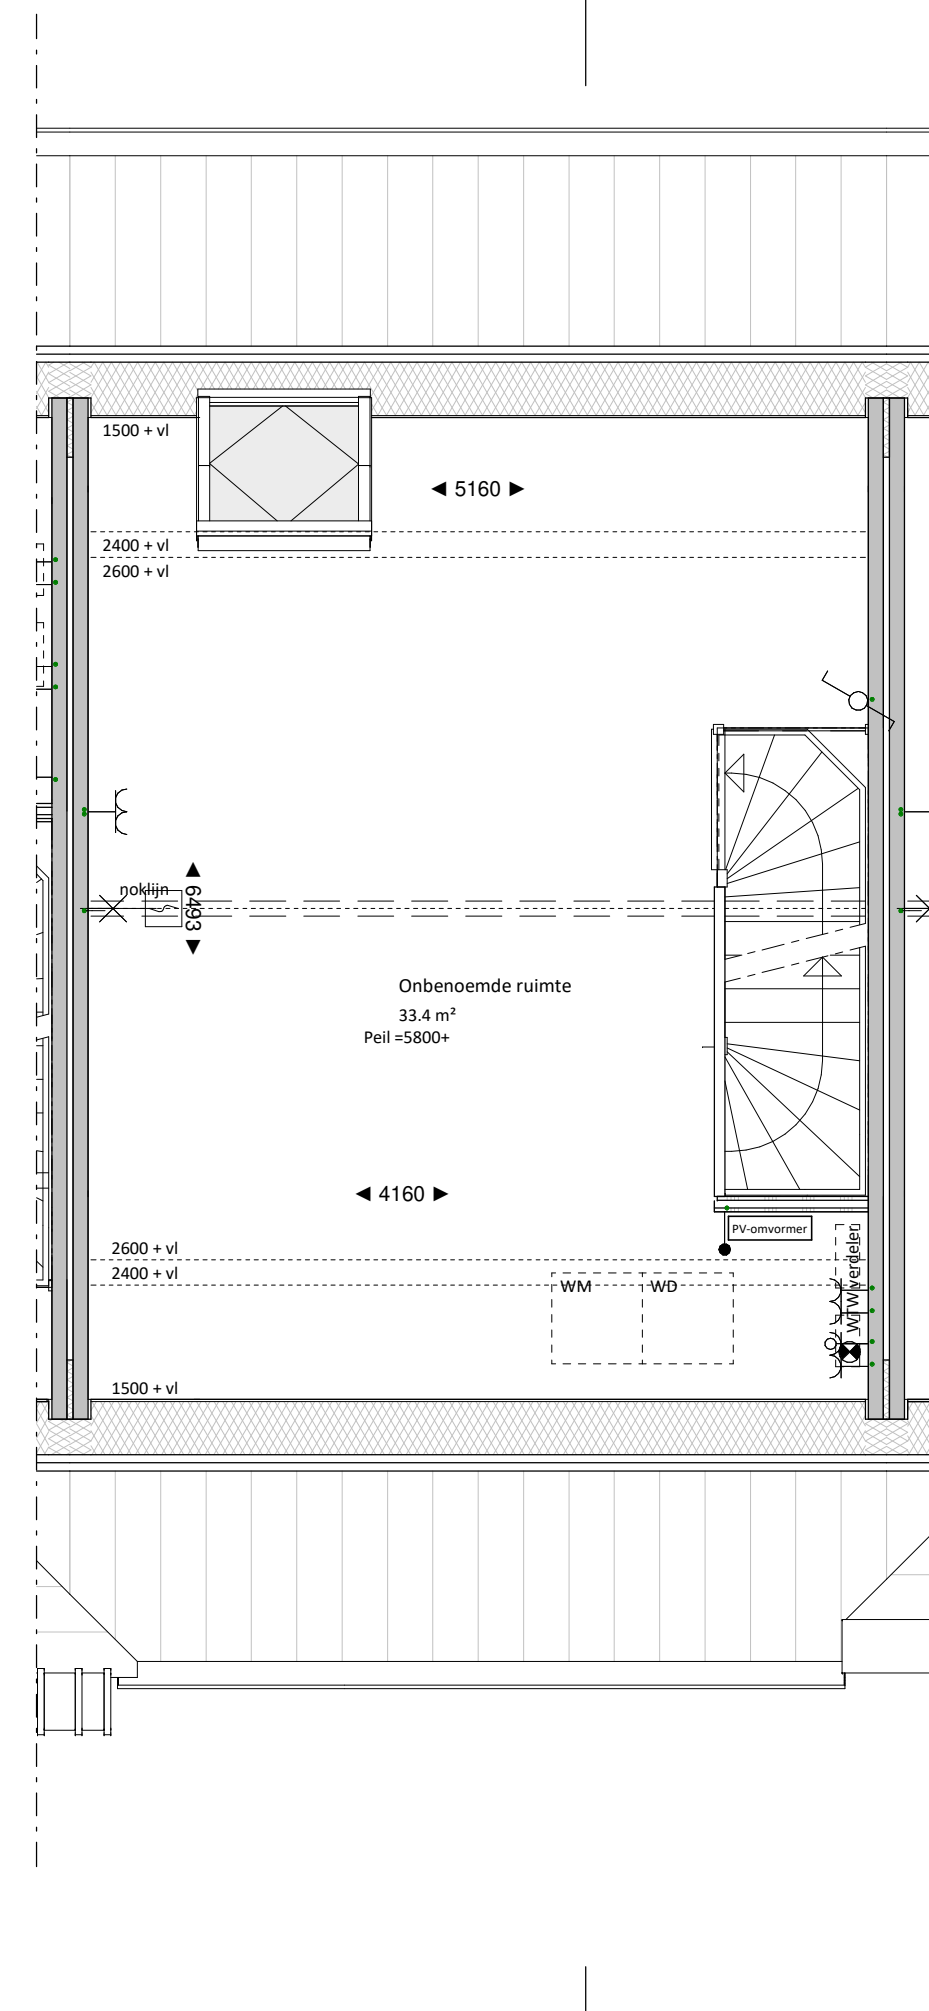 1500 + vl
◄ 5160 ►
2400 + vl
2600 + vl
noklijn
◄ 6493 ►
Onbenoemde ruimte
33.4 m²
Peil =5800+
◄ 4160 ►
PV-omvormer
2600 + vl
2400 + vl
WM
WD
verdeler
1500 + vl